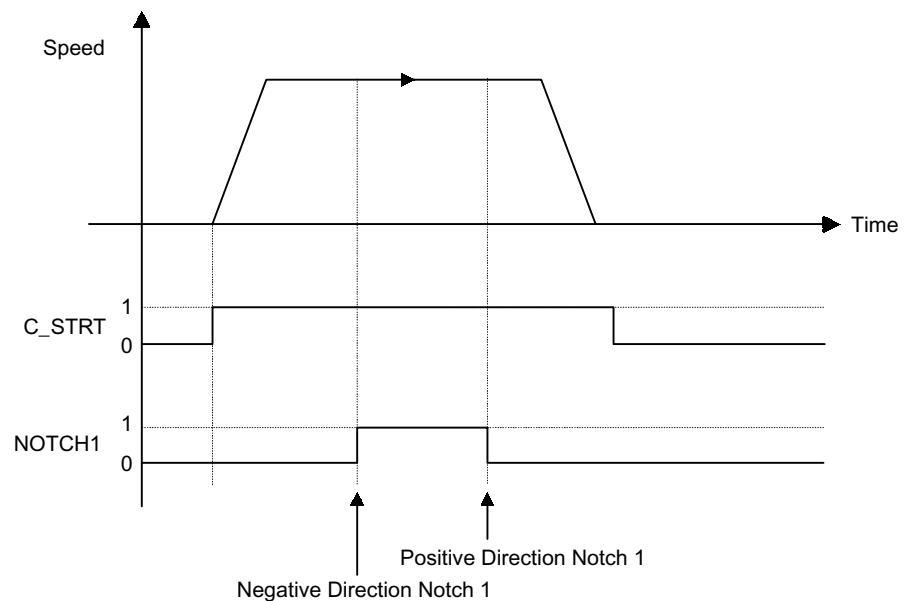 Speed
Time
1
C_STRT
0
1
NOTCH1
0
Positive Direction Notch 1
Negative Direction Notch 1